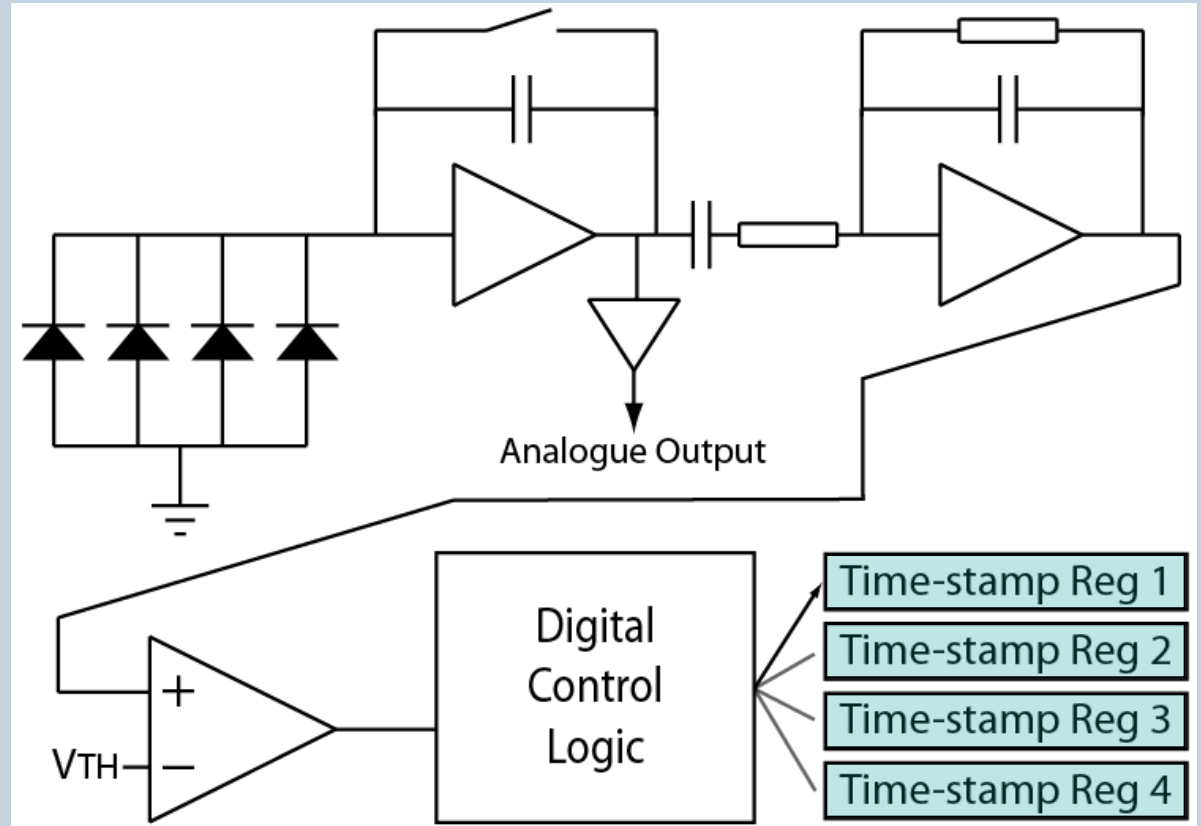 Analogue Output
+
VTH
−
Digital
Control
Logic
Time-stamp Reg 1
Time-stamp Reg 2
Time-stamp Reg 3
Time-stamp Reg 4